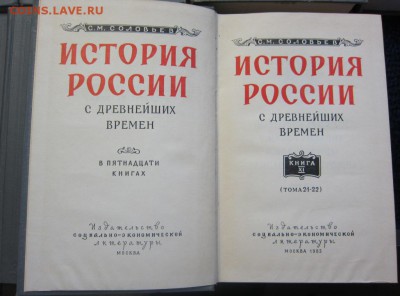 COINS.LAVE.RU
С.М.СОЛОВЬЕВ
ИСТОРИЯ
РОССИИ
С ДРЕВНЕЙШИХ
ВРЕМЕН
В ПЯТНАДЦАТИ
КНИГАХ
Издательство
социально-экономической
литературы
МОСКВА
С.М.СОЛОВЬЕВ
ИСТОРИЯ
РОССИИ
С ДРЕВНЕЙШИХ
ВРЕМЕН
КНИГА
XI
(ТОМА 21-22)
Издательство
социально-экономической
литературы
МОСКВА 1963